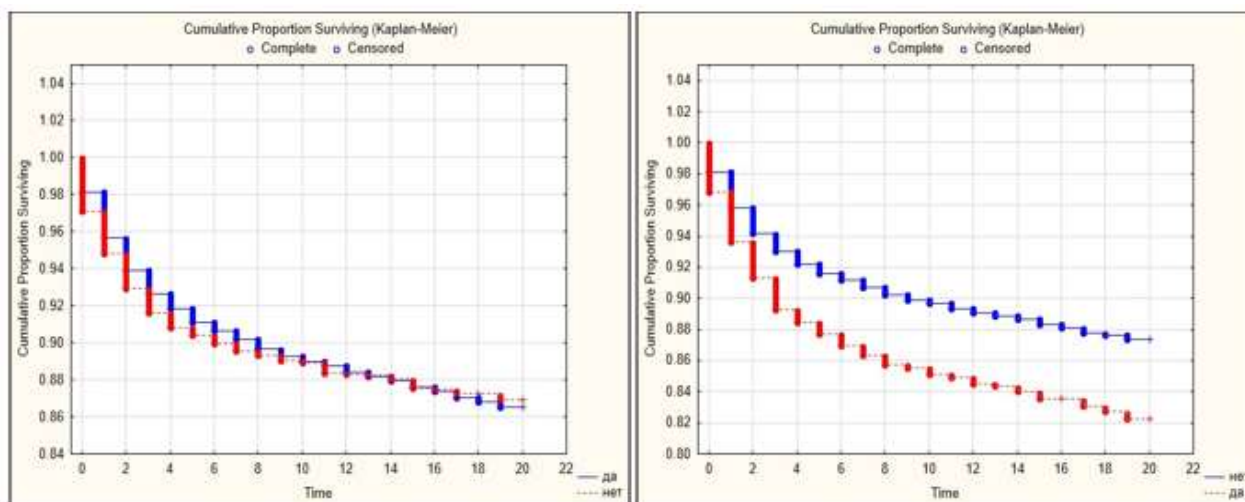 Cumulative Proportion Surviving (Kaplan-Meier)
Complete Censored
Cumulative Proportion Surviving
1.04
1.02
1.00
0.98
0.96
0.94
0.92
0.90
0.88
0.86
0.84
0 2 4 6 8 10 12 14 16 18 20 22
Time
да
нет
Cumulative Proportion Surviving (Kaplan-Meier)
Complete Censored
Cumulative Proportion Surviving
1.04
1.02
1.00
0.98
0.96
0.94
0.92
0.90
0.88
0.86
0.84
0.82
0.80
0 2 4 6 8 10 12 14 16 18 20 22
Time
нет
да